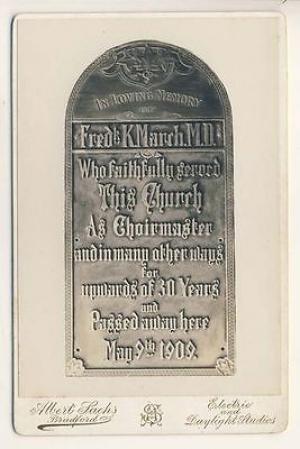 In Loving Memory
of
Fredk. K. March, M.D.
Who faithfully served
This Church
As Choirmaster
and in many other ways
for
upwards of 30 Years
and
Passed away here
May 9th 1909.
Albert Sachs
Bradford
Electric
and
Daylight Studios